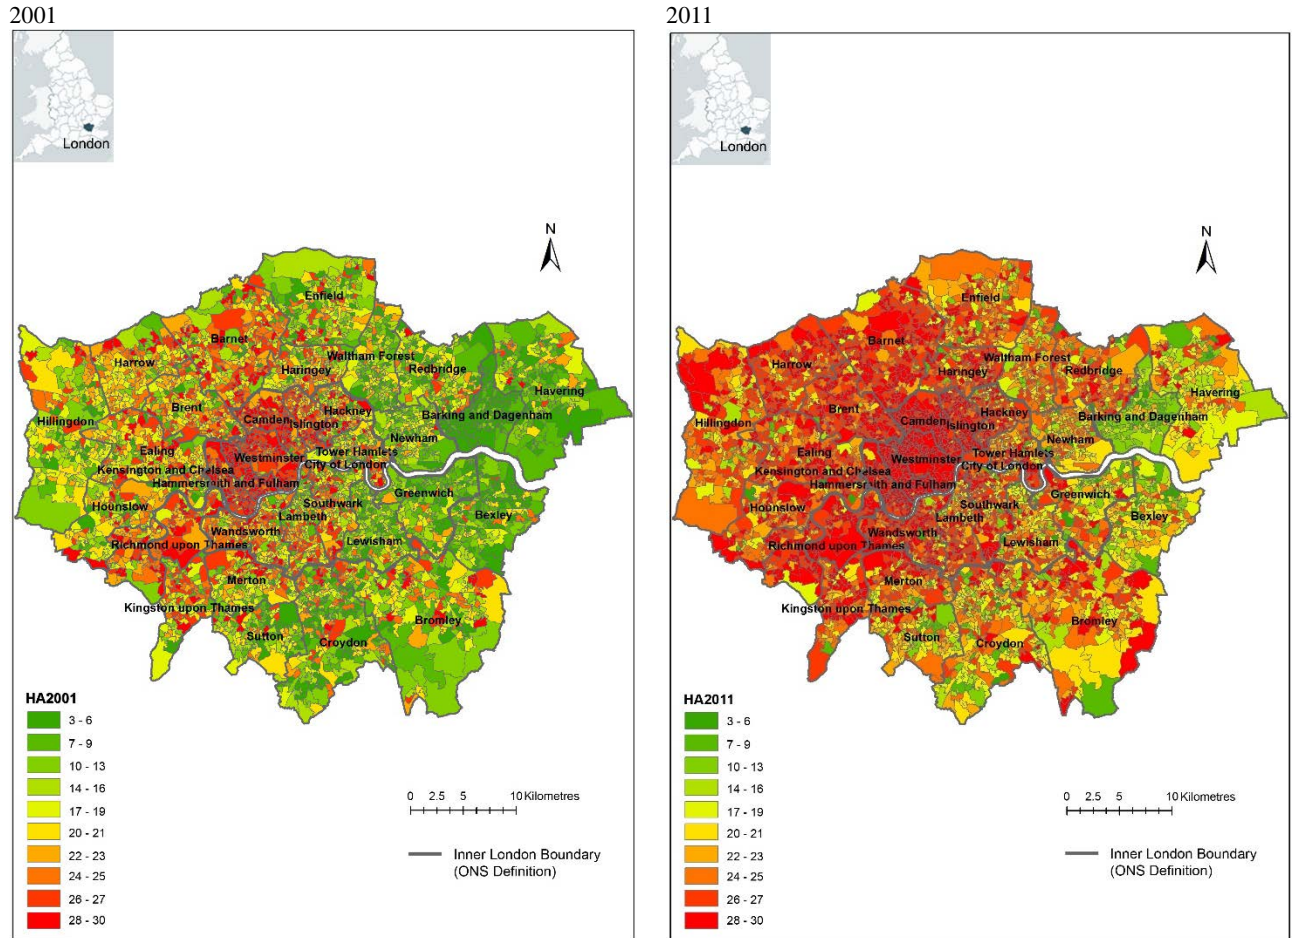 2001
London
N
Enfield
Barnet
Harrow
Waltham Forest
Haringey
Redbridge
Havering
Brent
Hackney
Camden
Islington
Barking and Dagenham
Hillingdon
Newham
Ealing
Tower Hamlets
Westminster
City of London
Kensington and Chelsea
Hammersmith and Fulham
Greenwich
Hounslow
Southwark
Lambeth
Bexley
Wandsworth
Lewisham
Richmond upon Thames
Merton
Kingston upon Thames
Bromley
Sutton
Croydon
HA2001
3 - 6
7 - 9
10 - 13
14 - 16
17 - 19
20 - 21
22 - 23
24 - 25
26 - 27
28 - 30
0 2.5 5 10 Kilometres
Inner London Boundary
(ONS Definition)
2011
London
N
Enfield
Barnet
Harrow
Waltham Forest
Haringey
Redbridge
Havering
Brent
Hackney
Camden
Islington
Barking and Dagenham
Hillingdon
Newham
Ealing
Tower Hamlets
Westminster
City of London
Kensington and Chelsea
Hammersmith and Fulham
Greenwich
Hounslow
Southwark
Lambeth
Bexley
Wandsworth
Lewisham
Richmond upon Thames
Merton
Kingston upon Thames
Bromley
Sutton
Croydon
HA2011
3 - 6
7 - 9
10 - 13
14 - 16
17 - 19
20 - 21
22 - 23
24 - 25
26 - 27
28 - 30
0 2.5 5 10 Kilometres
Inner London Boundary
(ONS Definition)